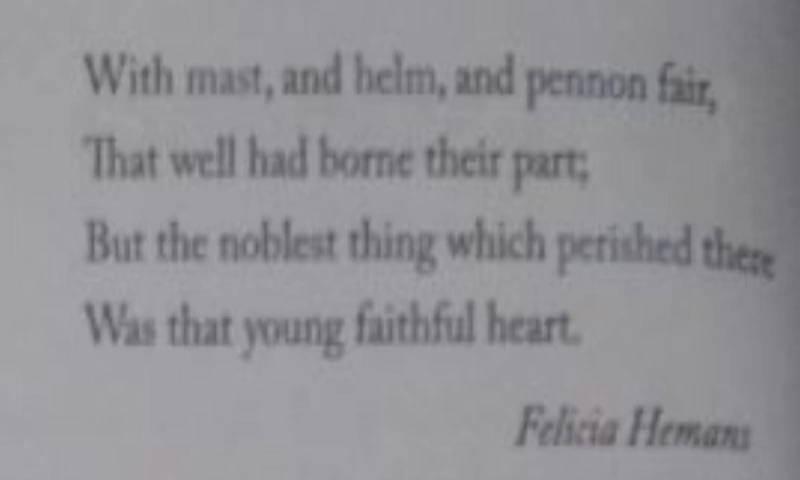 With mast, and helm, and pennon fair,
That well had borne their part;
But the noblest thing which perished there
Was that young faithful heart.
Felicia Hemans